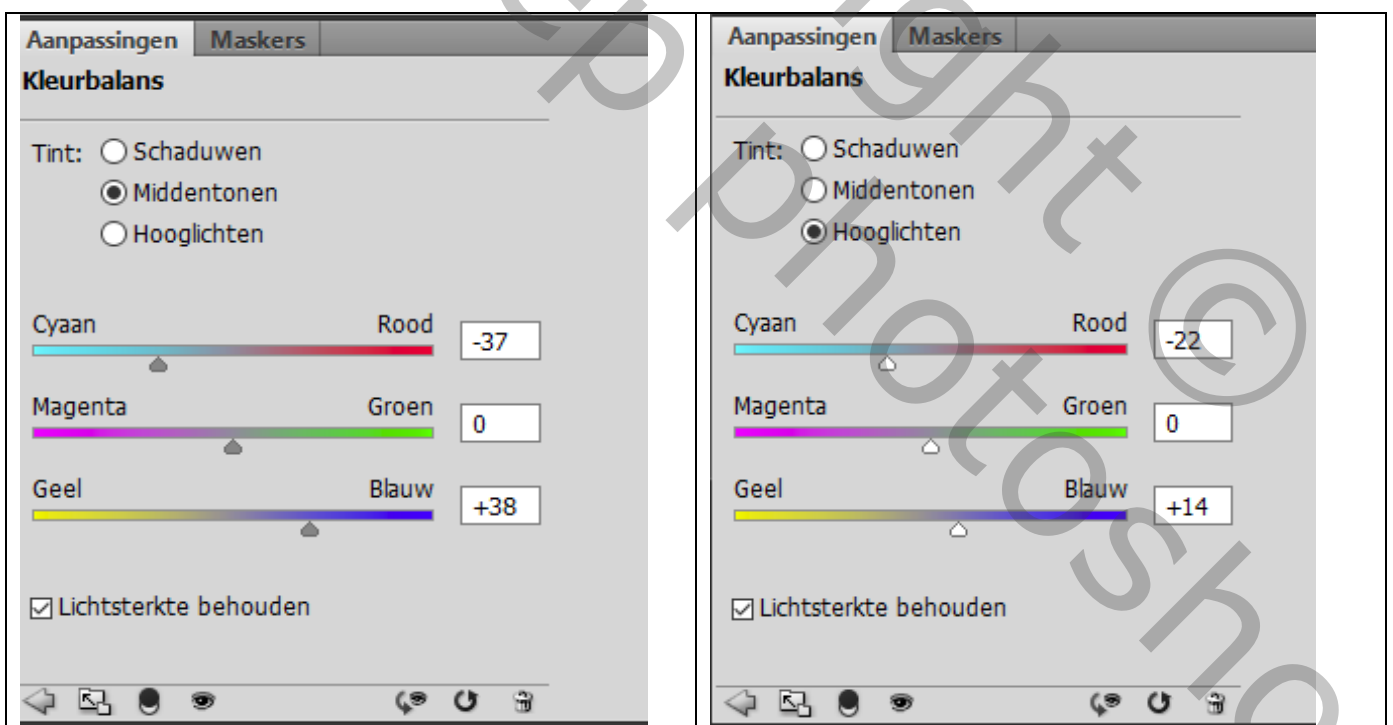 Aanpassingen Maskers
Kleurbalans
Tint: Schaduwen
Middentonen
Hooglichten
Cyaan Rood -37
Magenta Groen 0
Geel Blauw +38
Lichtsterkte behouden
Aanpassingen Maskers
Kleurbalans
Tint: Schaduwen
Middentonen
Hooglichten
Cyaan Rood -22
Magenta Groen 0
Geel Blauw +14
Lichtsterkte behouden
©